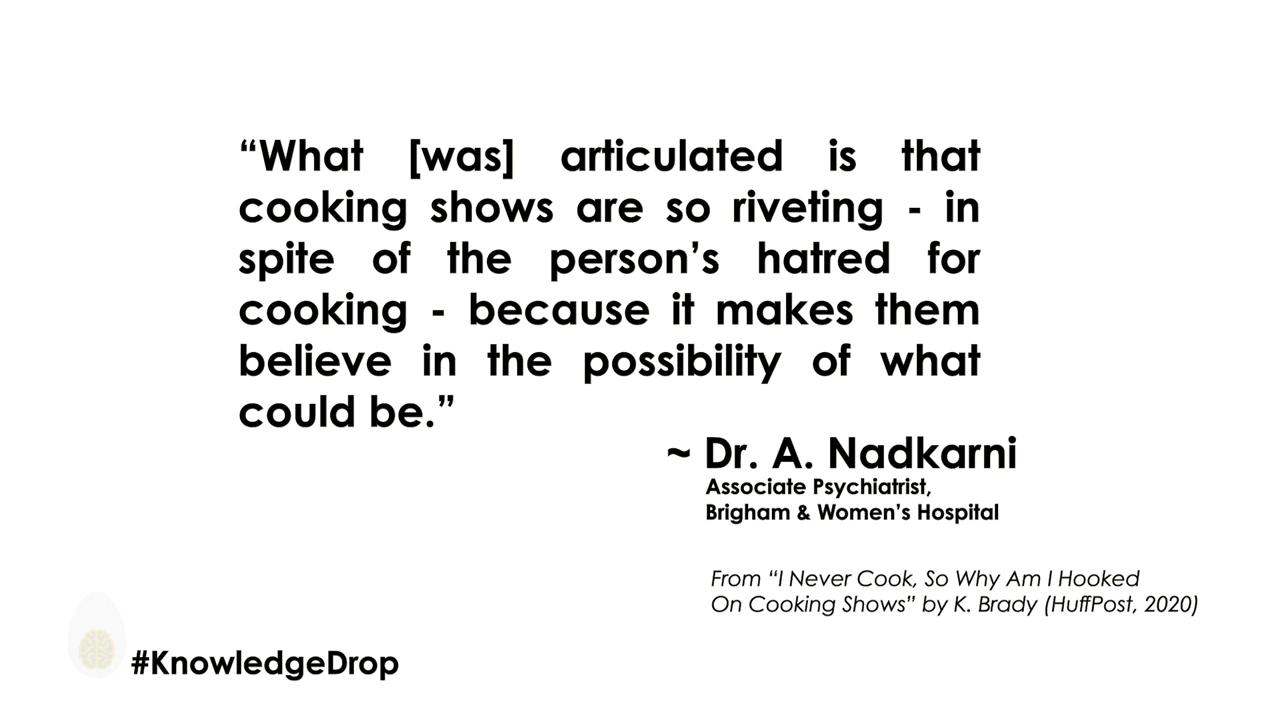 “What [was] articulated is that
cooking shows are so riveting - in
spite of the person’s hatred for
cooking - because it makes them
believe in the possibility of what
could be.”
~ Dr. A. Nadkarni
Associate Psychiatrist,
Brigham & Women’s Hospital
From “I Never Cook, So Why Am I Hooked
On Cooking Shows” by K. Brady (HuffPost, 2020)
#KnowledgeDrop